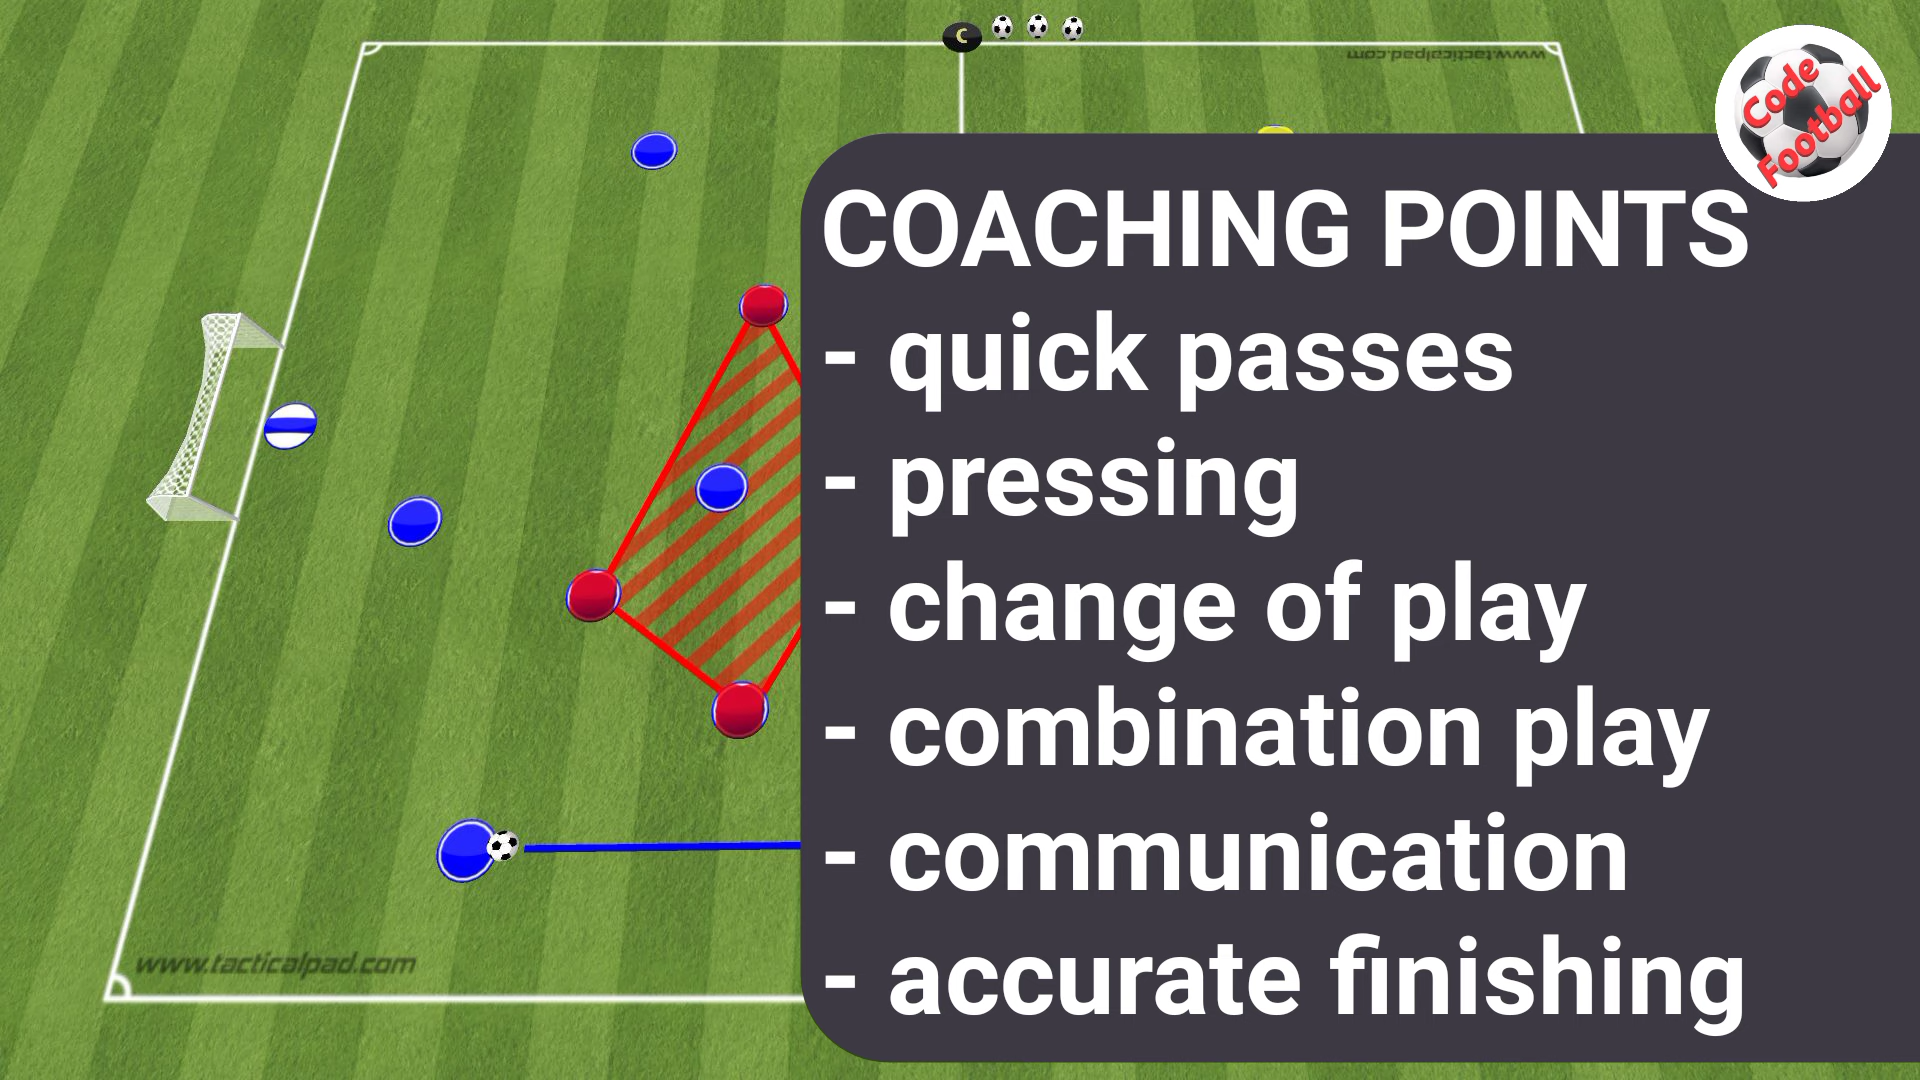 C
www.tacticalpad.com
Code
Football
COACHING POINTS
- quick passes
- pressing
- change of play
- combination play
- communication
- accurate finishing
www.tacticalpad.com